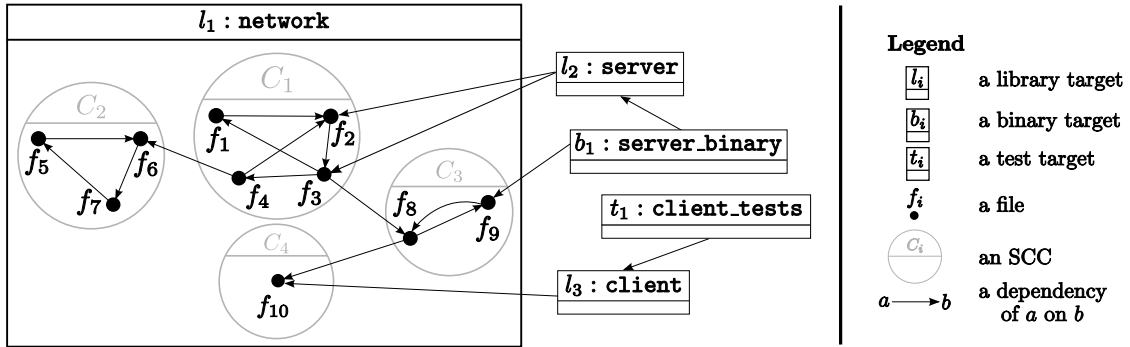 l₁ : network
C₁
C₂
f₁
f₂
f₅
f₆
f₄
f₃
f₇
C₃
f₈
f₉
C₄
f₁₀
l₂ : server
b₁ : server_binary
t₁ : client_tests
l₃ : client
Legend
lᵢ a library target
bᵢ a binary target
tᵢ a test target
fᵢ a file
Cᵢ an SCC
a b a dependency
of a on b